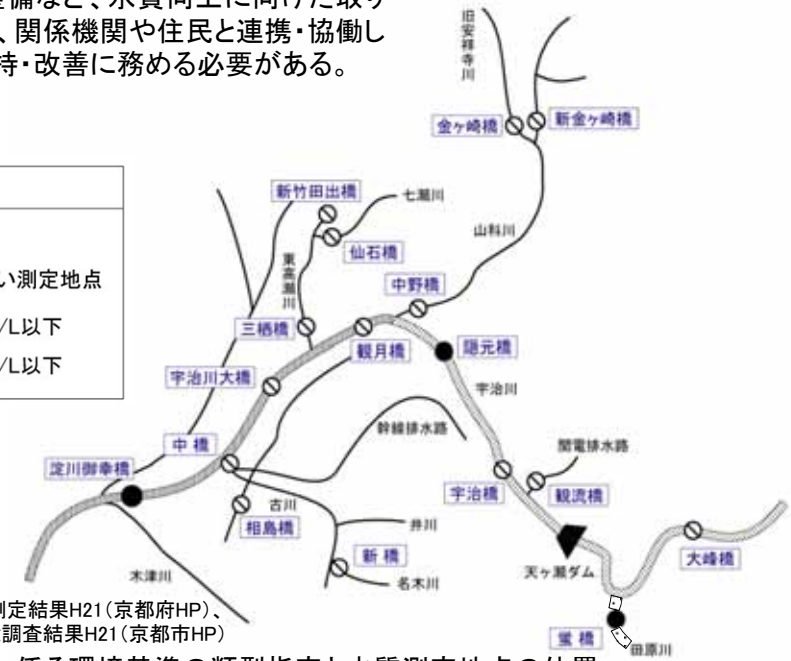 整備など、水質向上に向けた取り
、関係機関や住民と連携・協働し
持・改善に務める必要がある。
い測定地点
/L以下
/L以下
旧安祥寺川
金ヶ崎橋
新金ヶ崎橋
山科川
新竹田出橋
七瀬川
仙石橋
東高瀬川
中野橋
三栖橋
観月橋
隠元橋
宇治川大橋
宇治川
幹線排水路
関電排水路
中橋
淀川御幸橋
宇治橋
観流橋
古川
相島橋
井川
新橋
名木川
大峰橋
天ヶ瀬ダム
木津川
蛍橋
田原川
測定結果H21(京都府HP)、
調査結果H21(京都市HP)
係る環境基準の類型指定と水質測定地点の位置